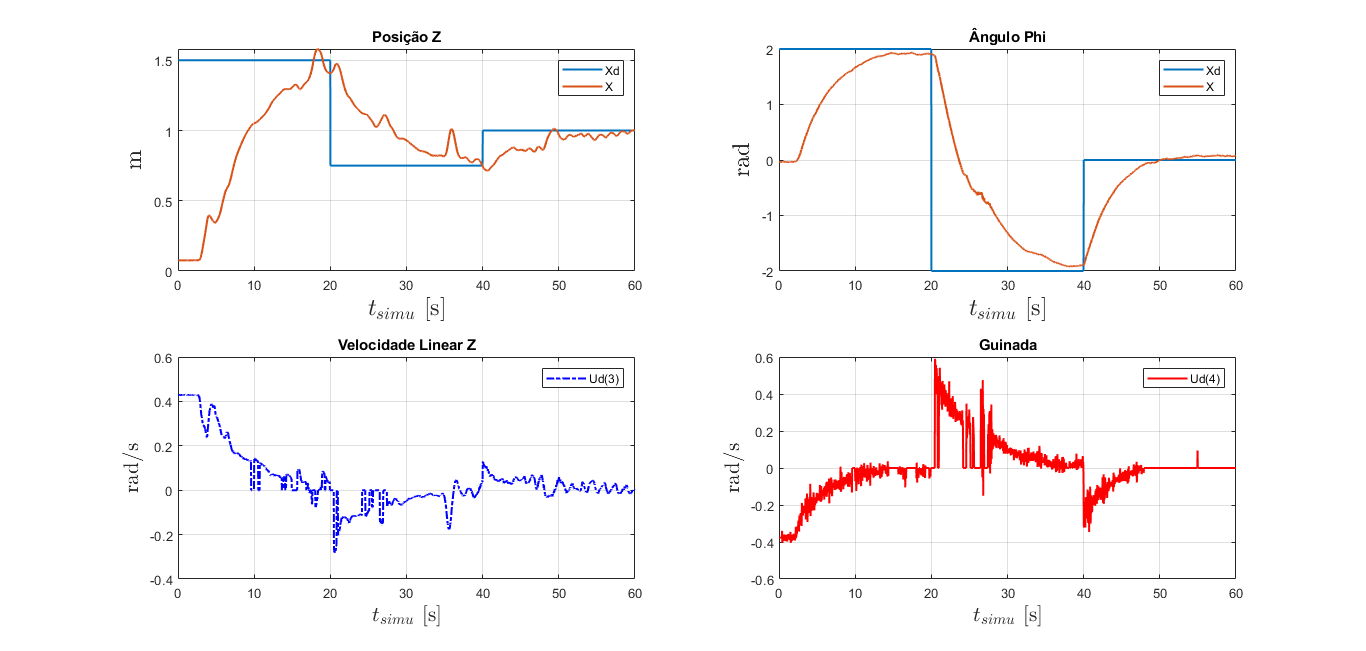 Posição Z
1.5
1
0.5
0
m
Xd
X
0 10 20 30 40 50 60
t_simu [s]
Ângulo Phi
2
1
0
-1
-2
rad
Xd
X
0 10 20 30 40 50 60
t_simu [s]
Velocidade Linear Z
0.6
0.4
0.2
0
-0.2
-0.4
rad/s
Ud(3)
0 10 20 30 40 50 60
t_simu [s]
Guinada
0.6
0.4
0.2
0
-0.2
-0.4
-0.6
rad/s
Ud(4)
0 10 20 30 40 50 60
t_simu [s]